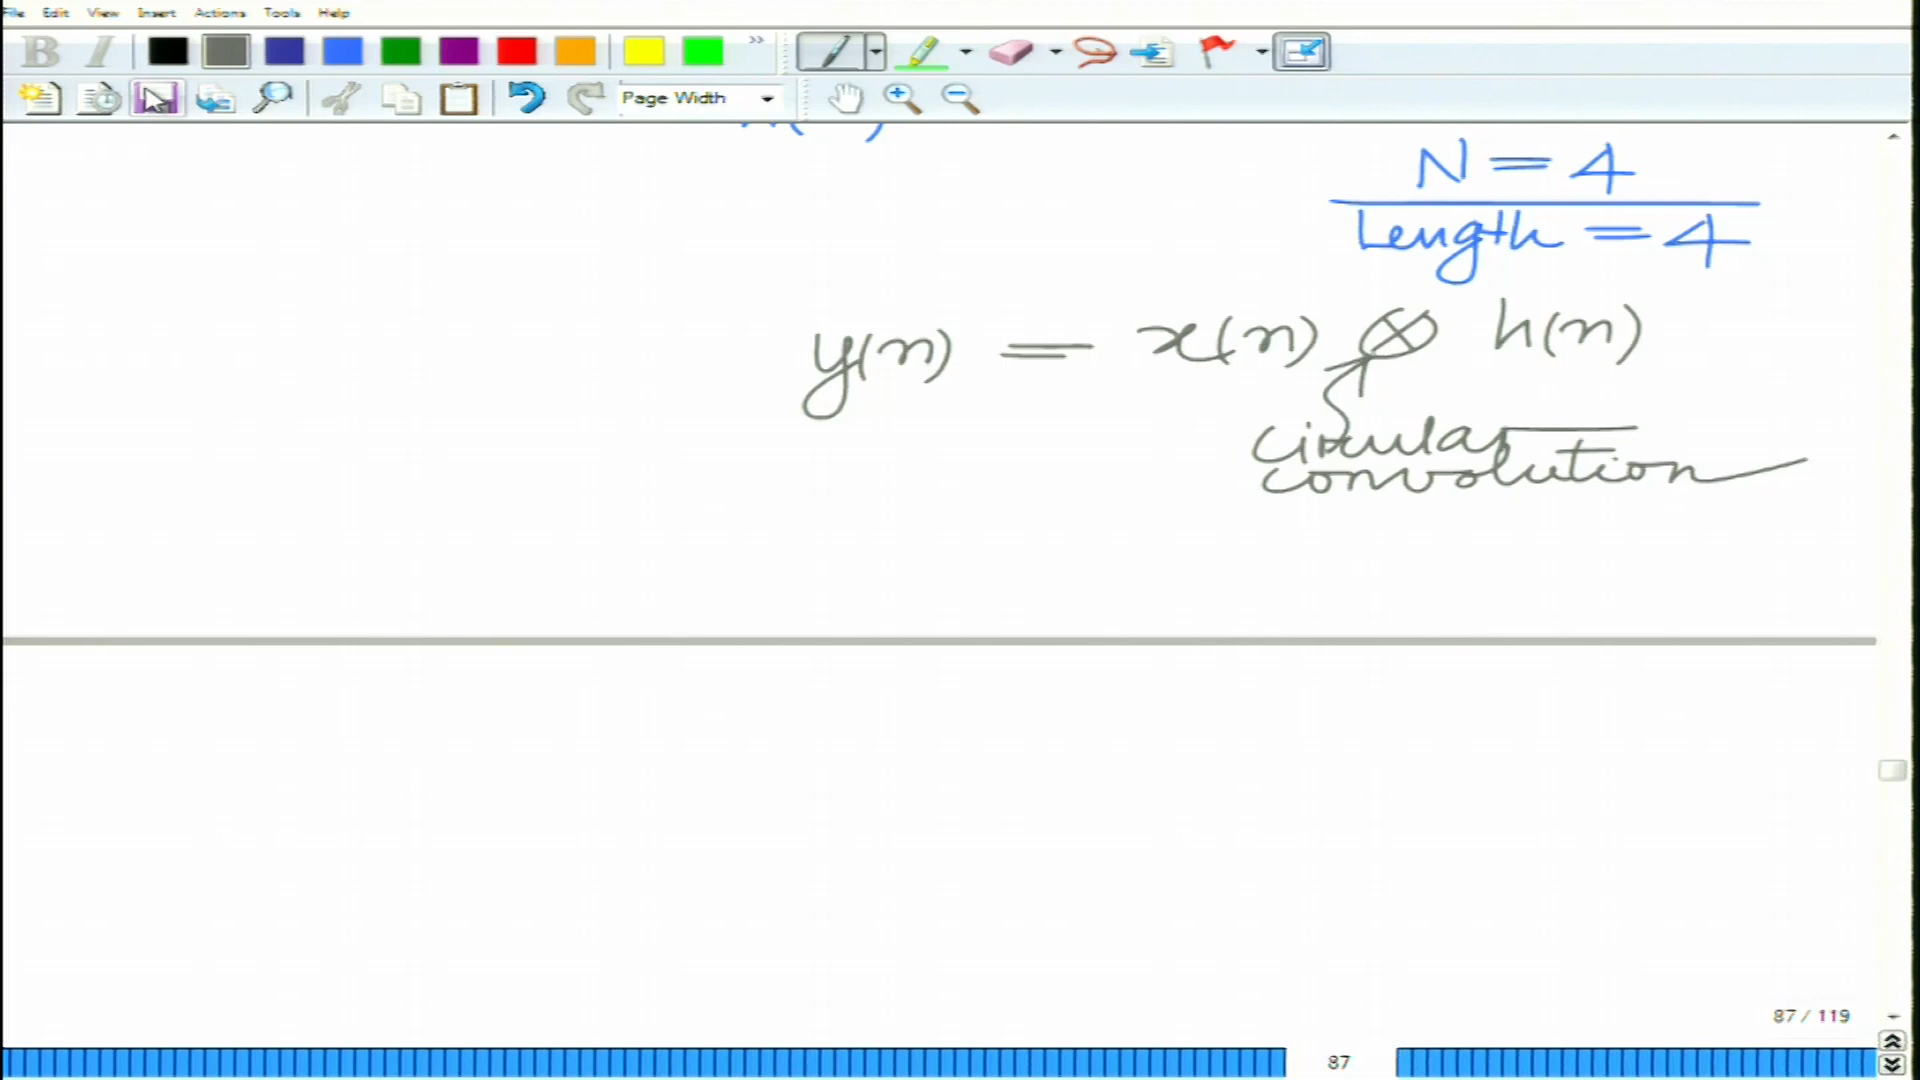 File Edit View Insert Actions Tools Help
B I
Page Width
N = 4
Length = 4
y(n) = x(n) ⊗ h(n)
circular
convolution
87 / 119
87